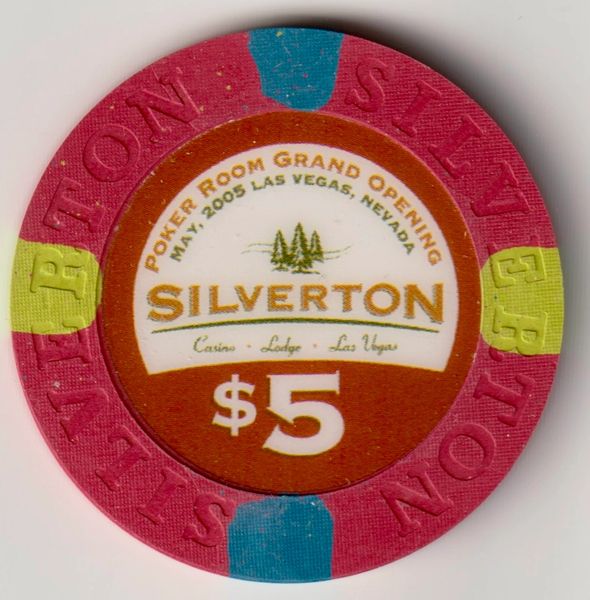 POKER ROOM GRAND OPENING
MAY, 2005 LAS VEGAS, NEVADA
SILVERTON
Casino • Lodge • Las Vegas
$5
SILVERTON
SILVERTON